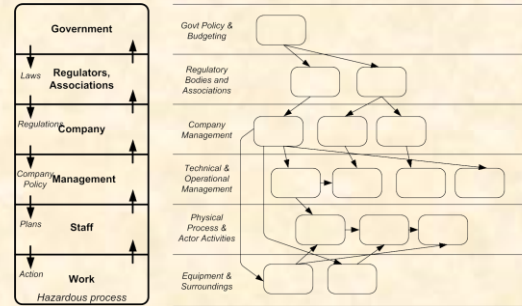 Government
Laws
Regulators,
Associations
Regulations
Company
Company
Policy
Management
Plans
Staff
Action
Work
Hazardous process
Govt Policy &
Budgeting
Regulatory
Bodies and
Associations
Company
Management
Technical &
Operational
Management
Physical
Process &
Actor Activities
Equipment &
Surroundings